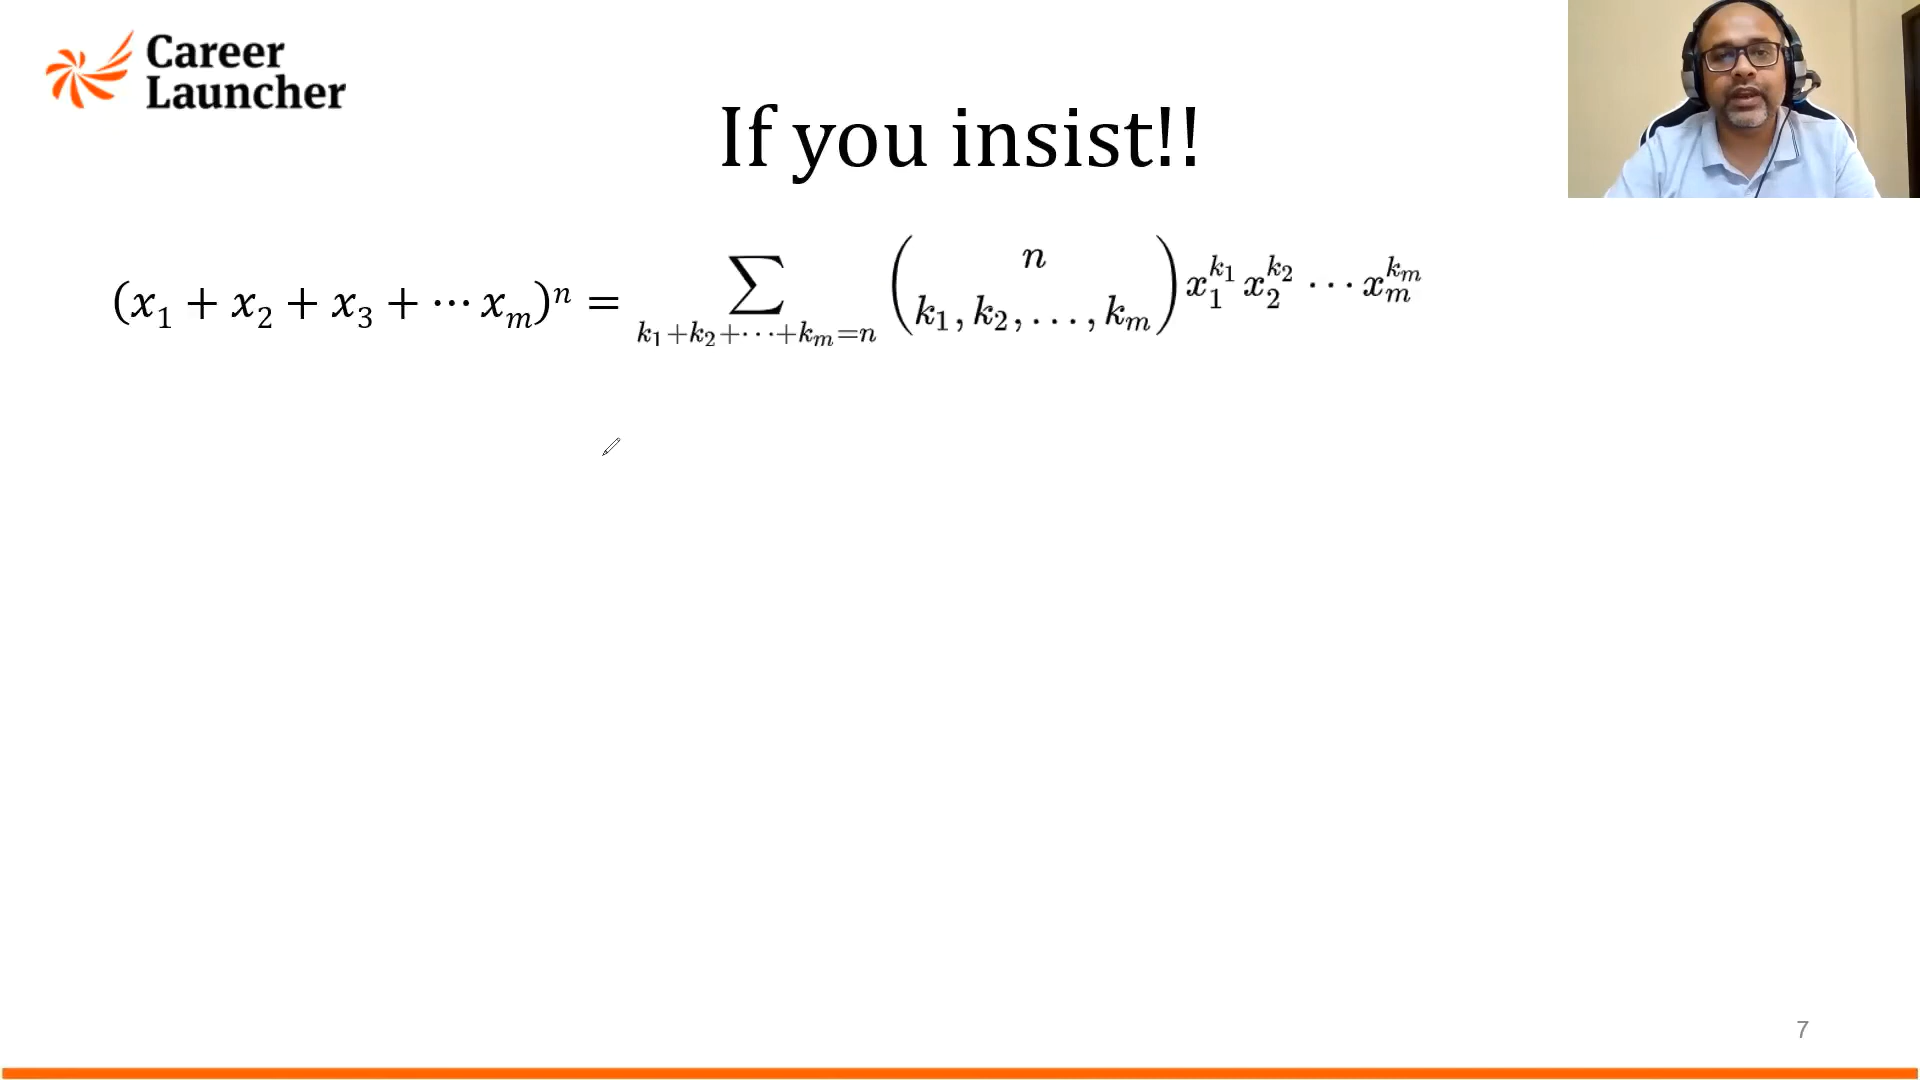 Career
Launcher
If you insist!!
(x₁ + x₂ + x₃ + ⋯ xₘ)ⁿ = ∑_{k₁+k₂+⋯+kₘ=n} (n / k₁, k₂, . . . , kₘ) x₁^{k₁} x₂^{k₂} ⋯ xₘ^{kₘ}
7